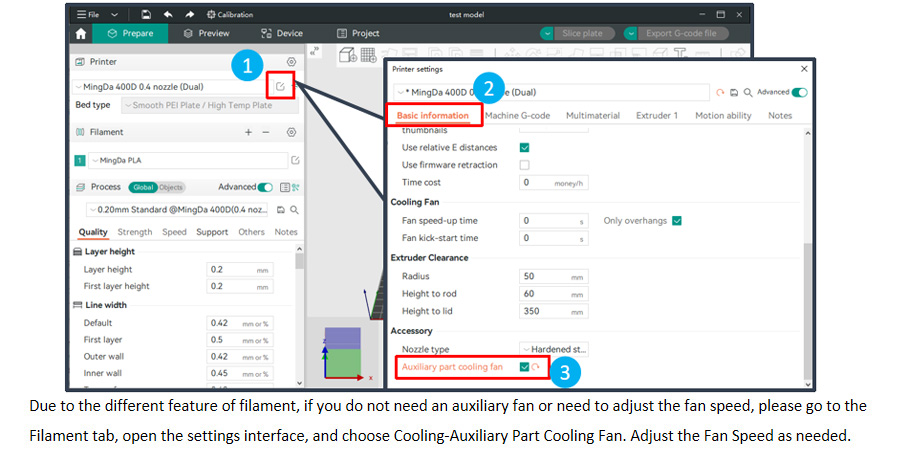 File
Calibration
test model
Prepare
Preview
Device
Project
Slice plate
Export G-code file
Printer
1
MingDa 400D 0.4 nozzle (Dual)
Bed type
Smooth PEI Plate / High Temp Plate
Filament
1
MingDa PLA
Process
Global
Objects
Advanced
0.20mm Standard @MingDa 400D(0.4 noz...
Quality
Strength
Speed
Support
Others
Notes
Layer height
Layer height 0.2 mm
First layer height 0.2 mm
Line width
Default 0.42 mm or %
First layer 0.5 mm or %
Outer wall 0.42 mm or %
Inner wall 0.45 mm or %
z
x
Printer settings
2
* MingDa 400D 0 le (Dual)
Advanced
Basic information
Machine G-code
Multimaterial
Extruder 1
Motion ability
Notes
thumbnails
Use relative E distances
Use firmware retraction
Time cost 0 money/h
Cooling Fan
Fan speed-up time 0 s Only overhangs
Fan kick-start time 0 s
Extruder Clearance
Radius 50 mm
Height to rod 60 mm
Height to lid 350 mm
Accessory
Nozzle type Hardened st...
Auxiliary part cooling fan
3
Due to the different feature of filament, if you do not need an auxiliary fan or need to adjust the fan speed, please go to the
Filament tab, open the settings interface, and choose Cooling-Auxiliary Part Cooling Fan. Adjust the Fan Speed as needed.